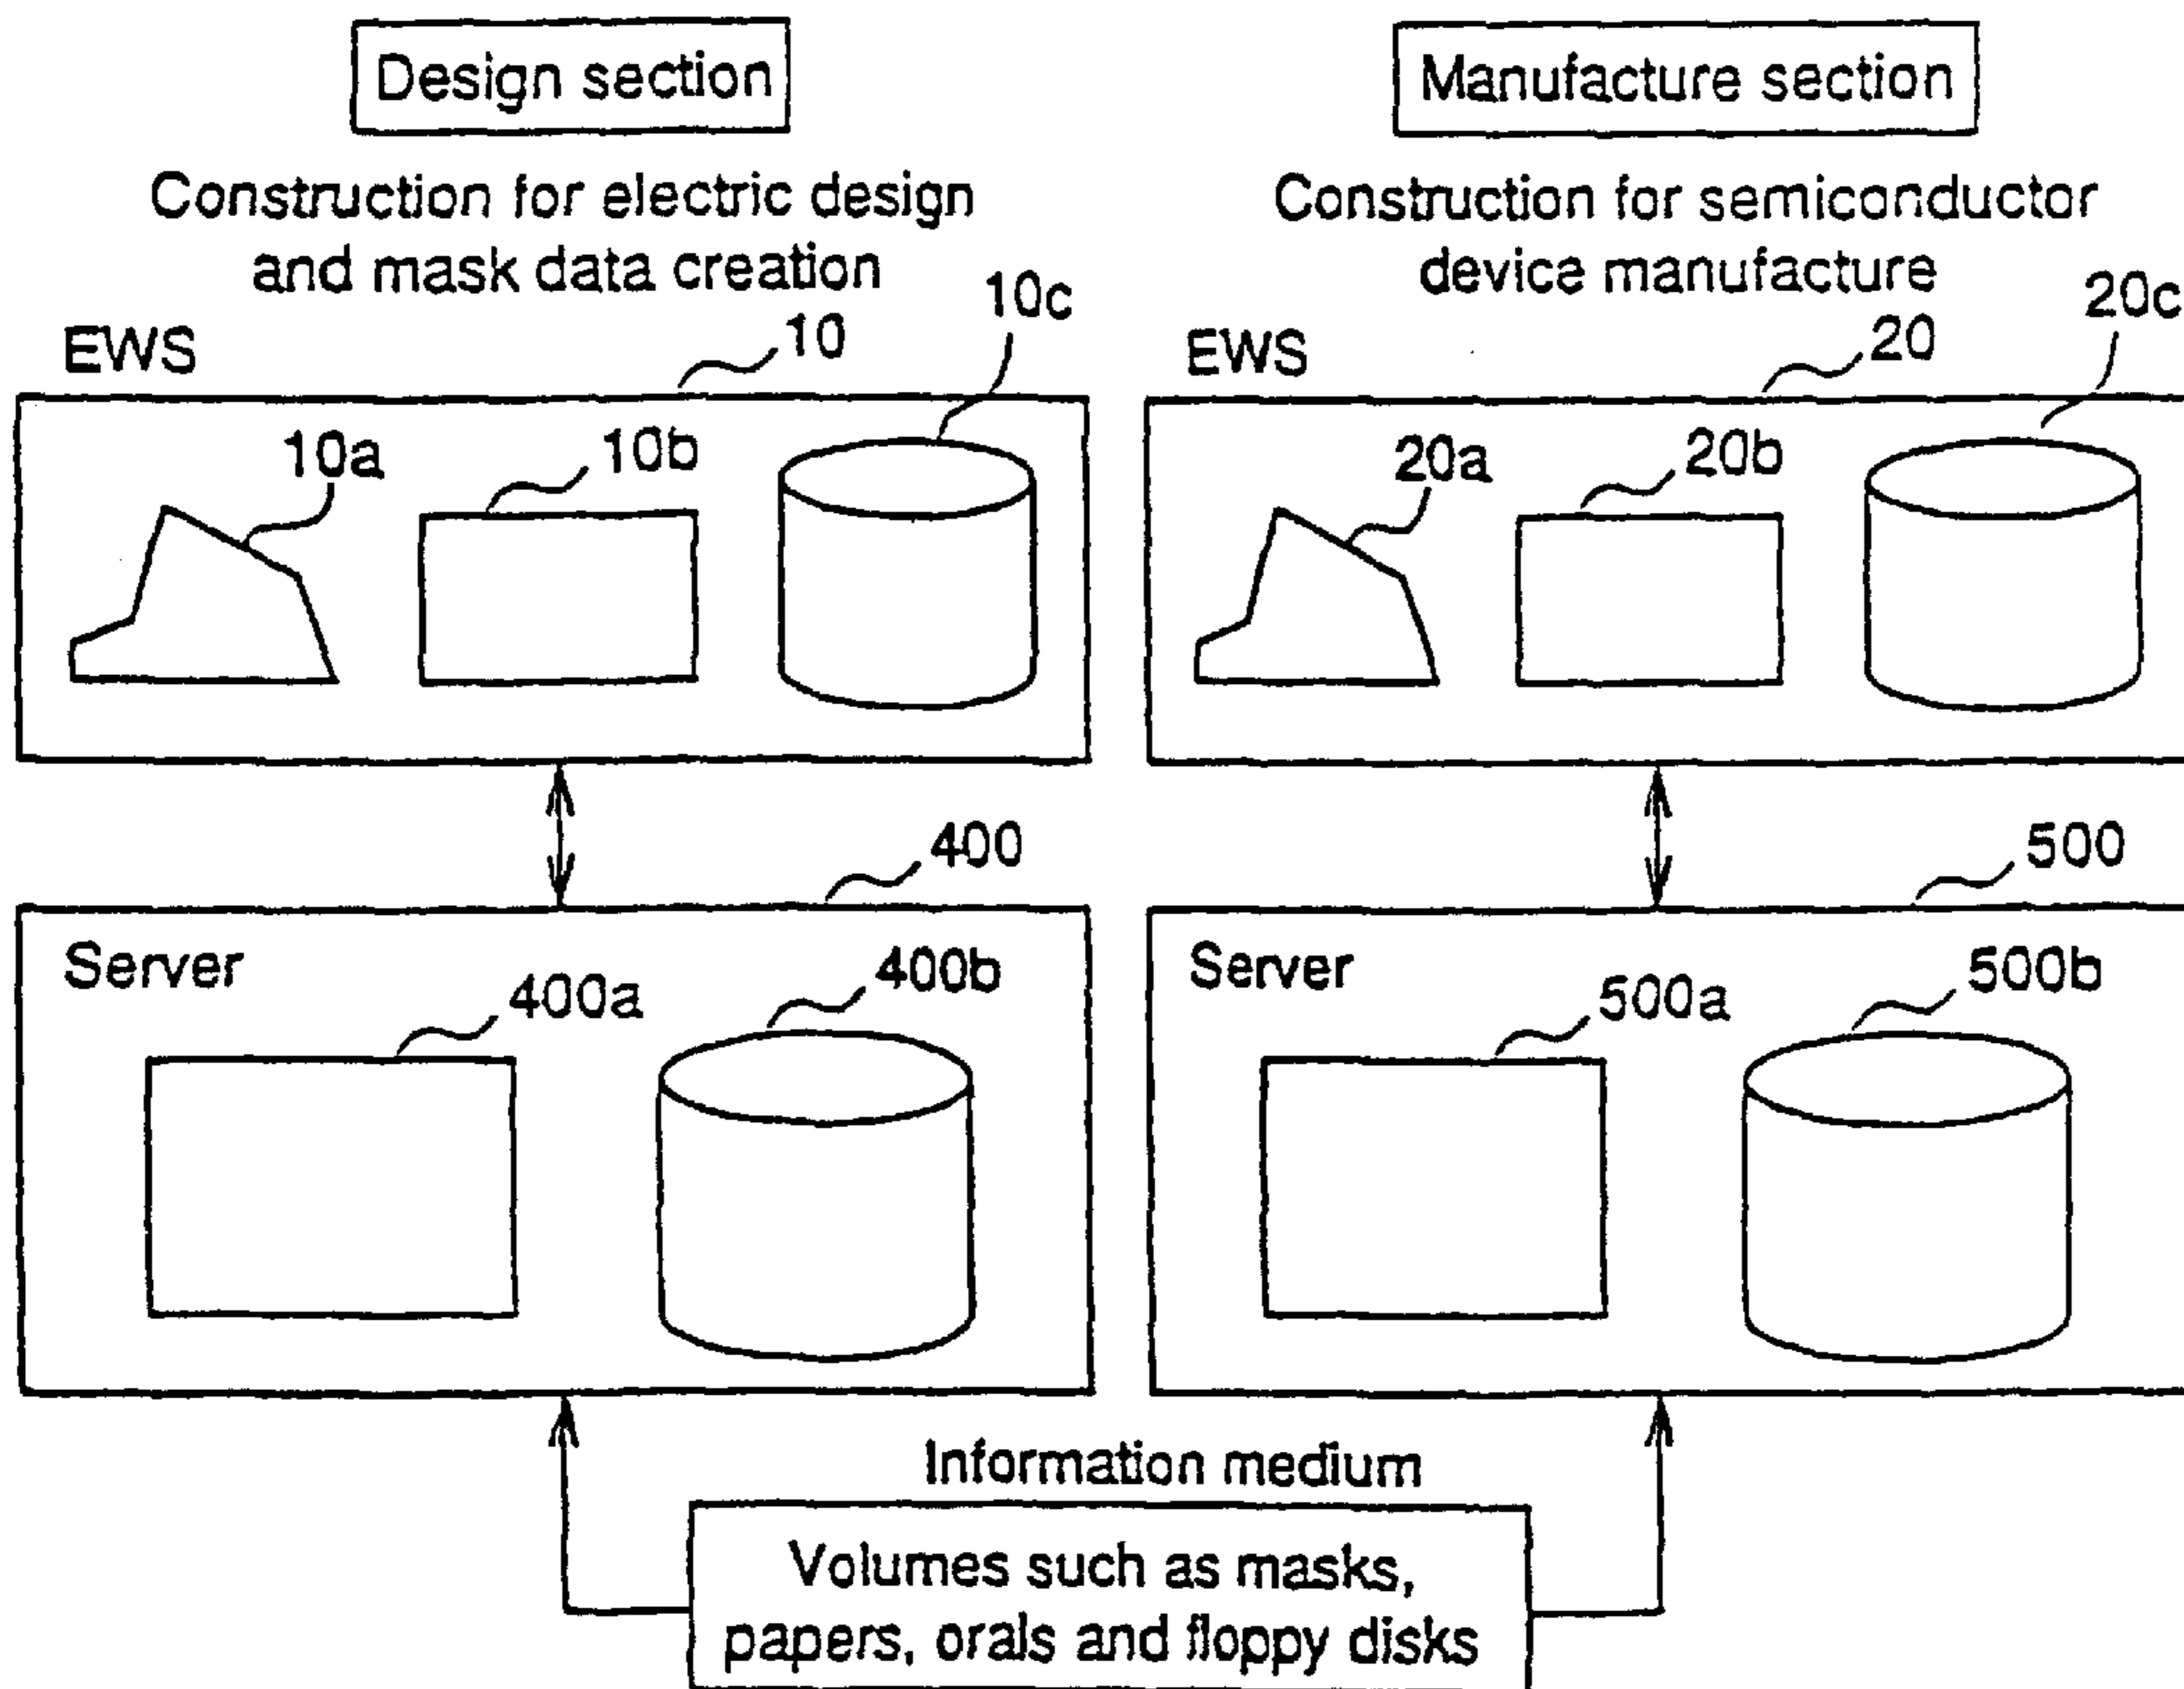 Design section
Construction for electric design
and mask data creation
EWS
10
10c
10a
10b
Server
400
400a
400b
Manufacture section
Construction for semiconductor
device manufacture
EWS
20
20c
20a
20b
Server
500
500a
500b
Information medium
Volumes such as masks,
papers, orals and floppy disks